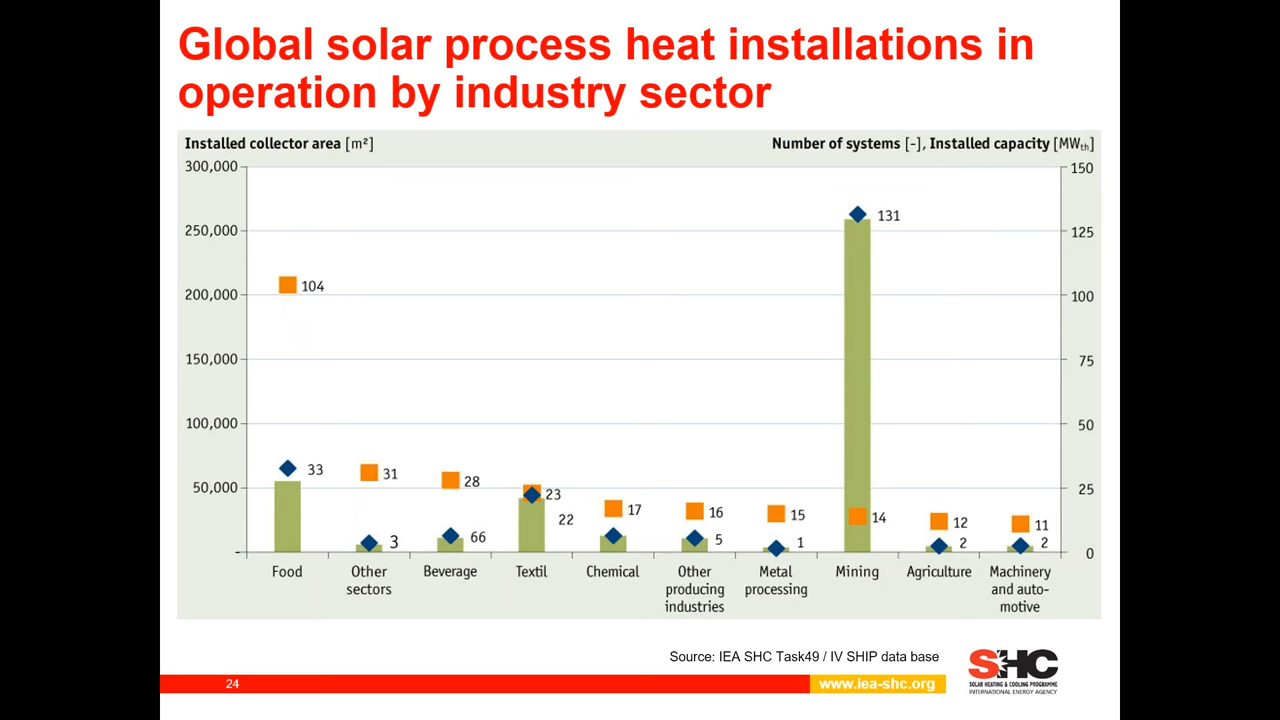 Global solar process heat installations in
operation by industry sector
Installed collector area [m²]
Number of systems [-], Installed capacity [MWth]
300,000
150
250,000
131
125
104
200,000
100
150,000
75
100,000
50
33
31
28
50,000
23
25
22
17
16
15
14
12
11
3
66
5
1
2
2
-
0
Food
Other
sectors
Beverage
Textil
Chemical
Other
producing
industries
Metal
processing
Mining
Agriculture
Machinery
and auto-
motive
Source: IEA SHC Task49 / IV SHIP data base
SHC
SOLAR HEATING & COOLING PROGRAMME
INTERNATIONAL ENERGY AGENCY
24
www.iea-shc.org